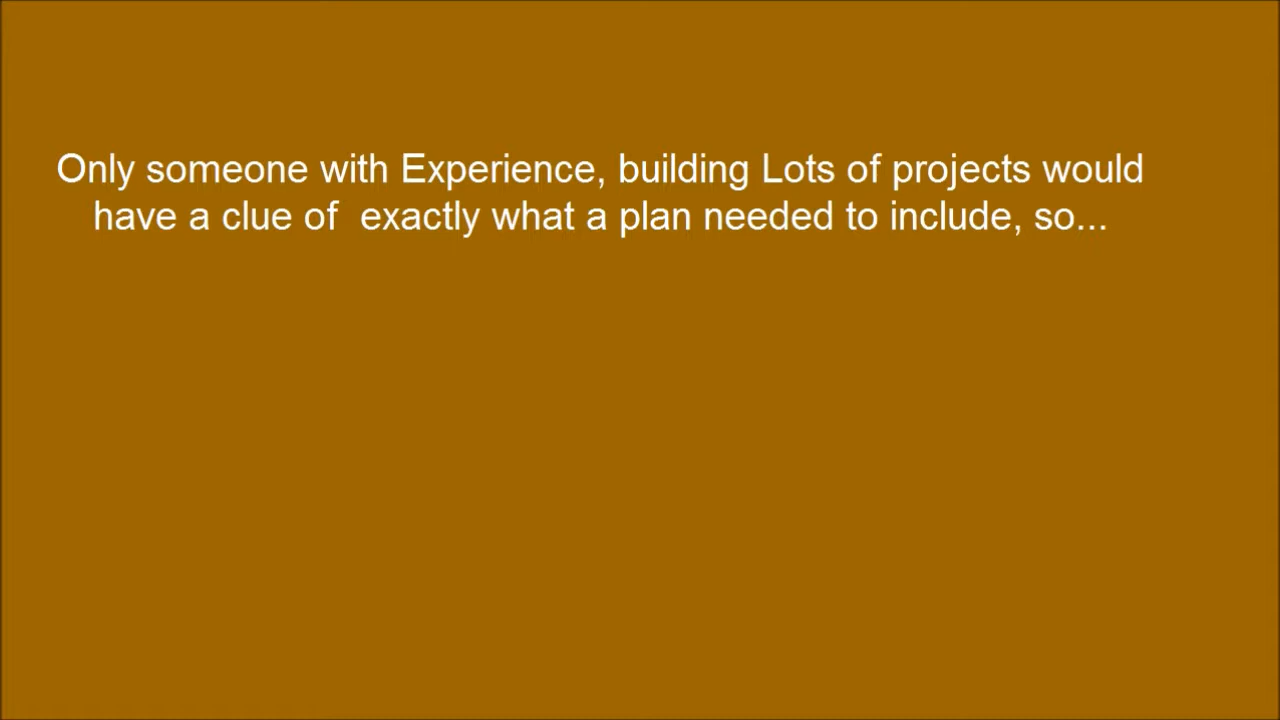 Only someone with Experience, building Lots of projects would
have a clue of  exactly what a plan needed to include, so...